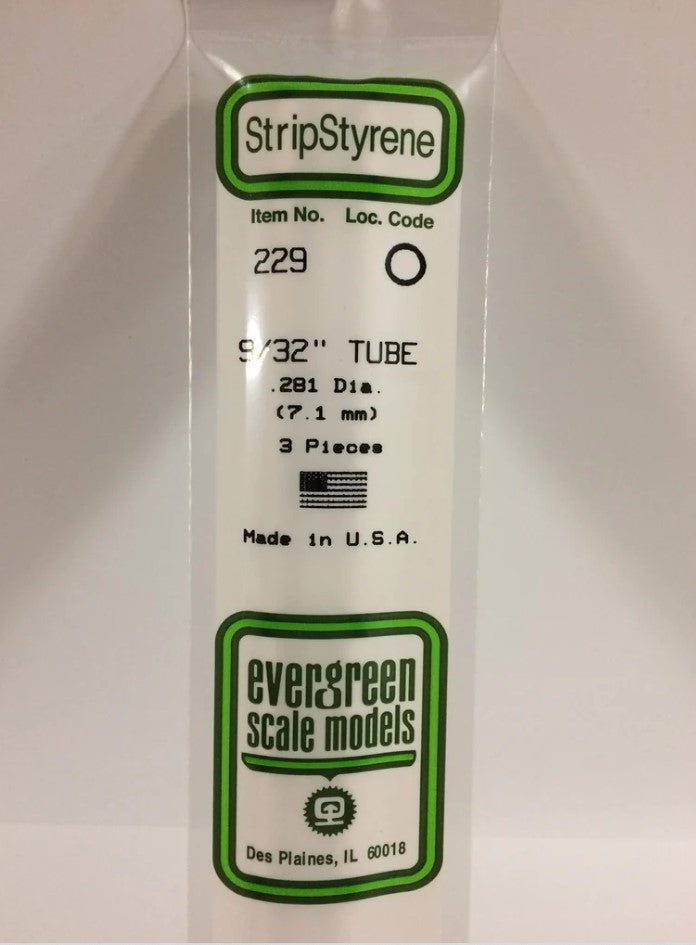 StripStyrene
Item No. Loc. Code
229
9/32" TUBE
.281 Dia.
(7.1 mm)
3 Pieces
Made in U.S.A.
evergreen
scale models
Des Plaines, IL 60018